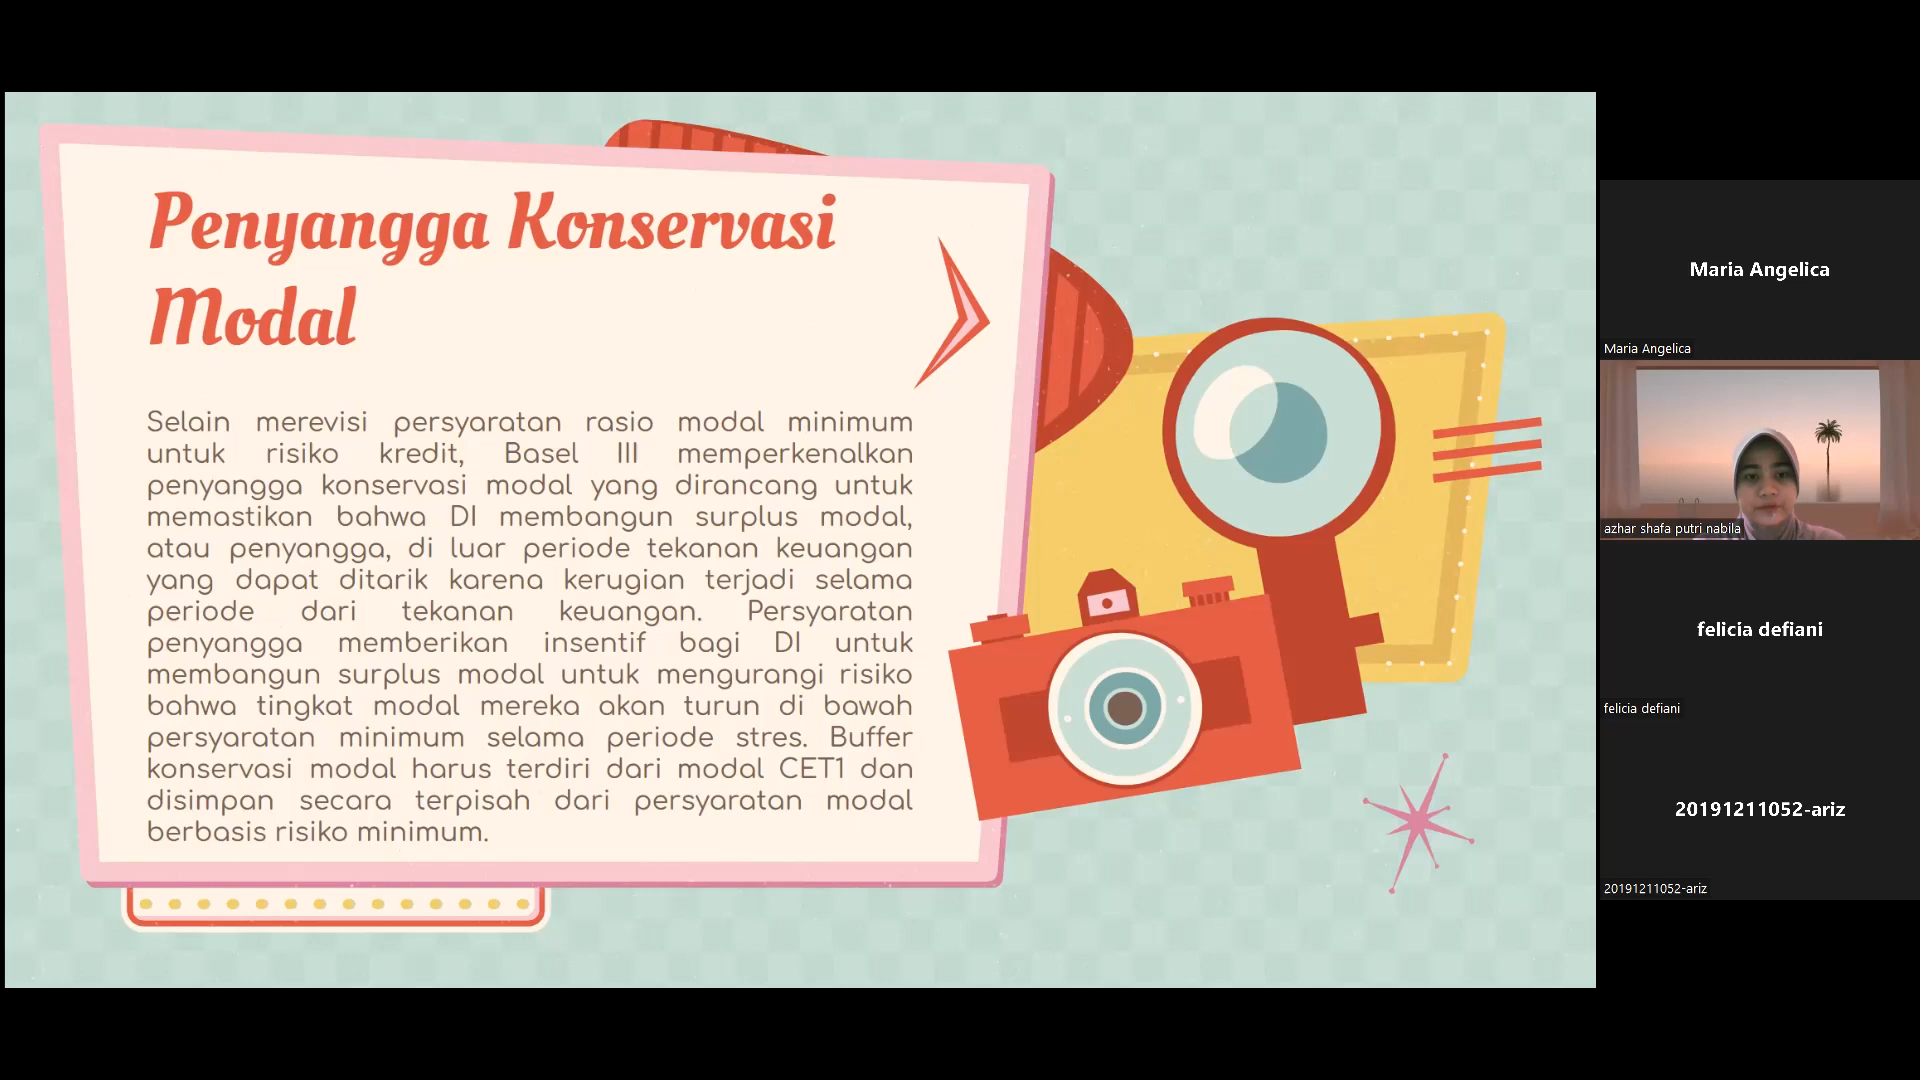 Penyangga Konservasi
Modal
Selain merevisi persyaratan rasio modal minimum
untuk risiko kredit, Basel III memperkenalkan
penyangga konservasi modal yang dirancang untuk
memastikan bahwa DI membangun surplus modal,
atau penyangga, di luar periode tekanan keuangan
yang dapat ditarik karena kerugian terjadi selama
periode dari tekanan keuangan. Persyaratan
penyangga memberikan insentif bagi DI untuk
membangun surplus modal untuk mengurangi risiko
bahwa tingkat modal mereka akan turun di bawah
persyaratan minimum selama periode stres. Buffer
konservasi modal harus terdiri dari modal CET1 dan
disimpan secara terpisah dari persyaratan modal
berbasis risiko minimum.
Maria Angelica
Maria Angelica
azhar shafa putri nabila
felicia defiani
felicia defiani
20191211052-ariz
20191211052-ariz